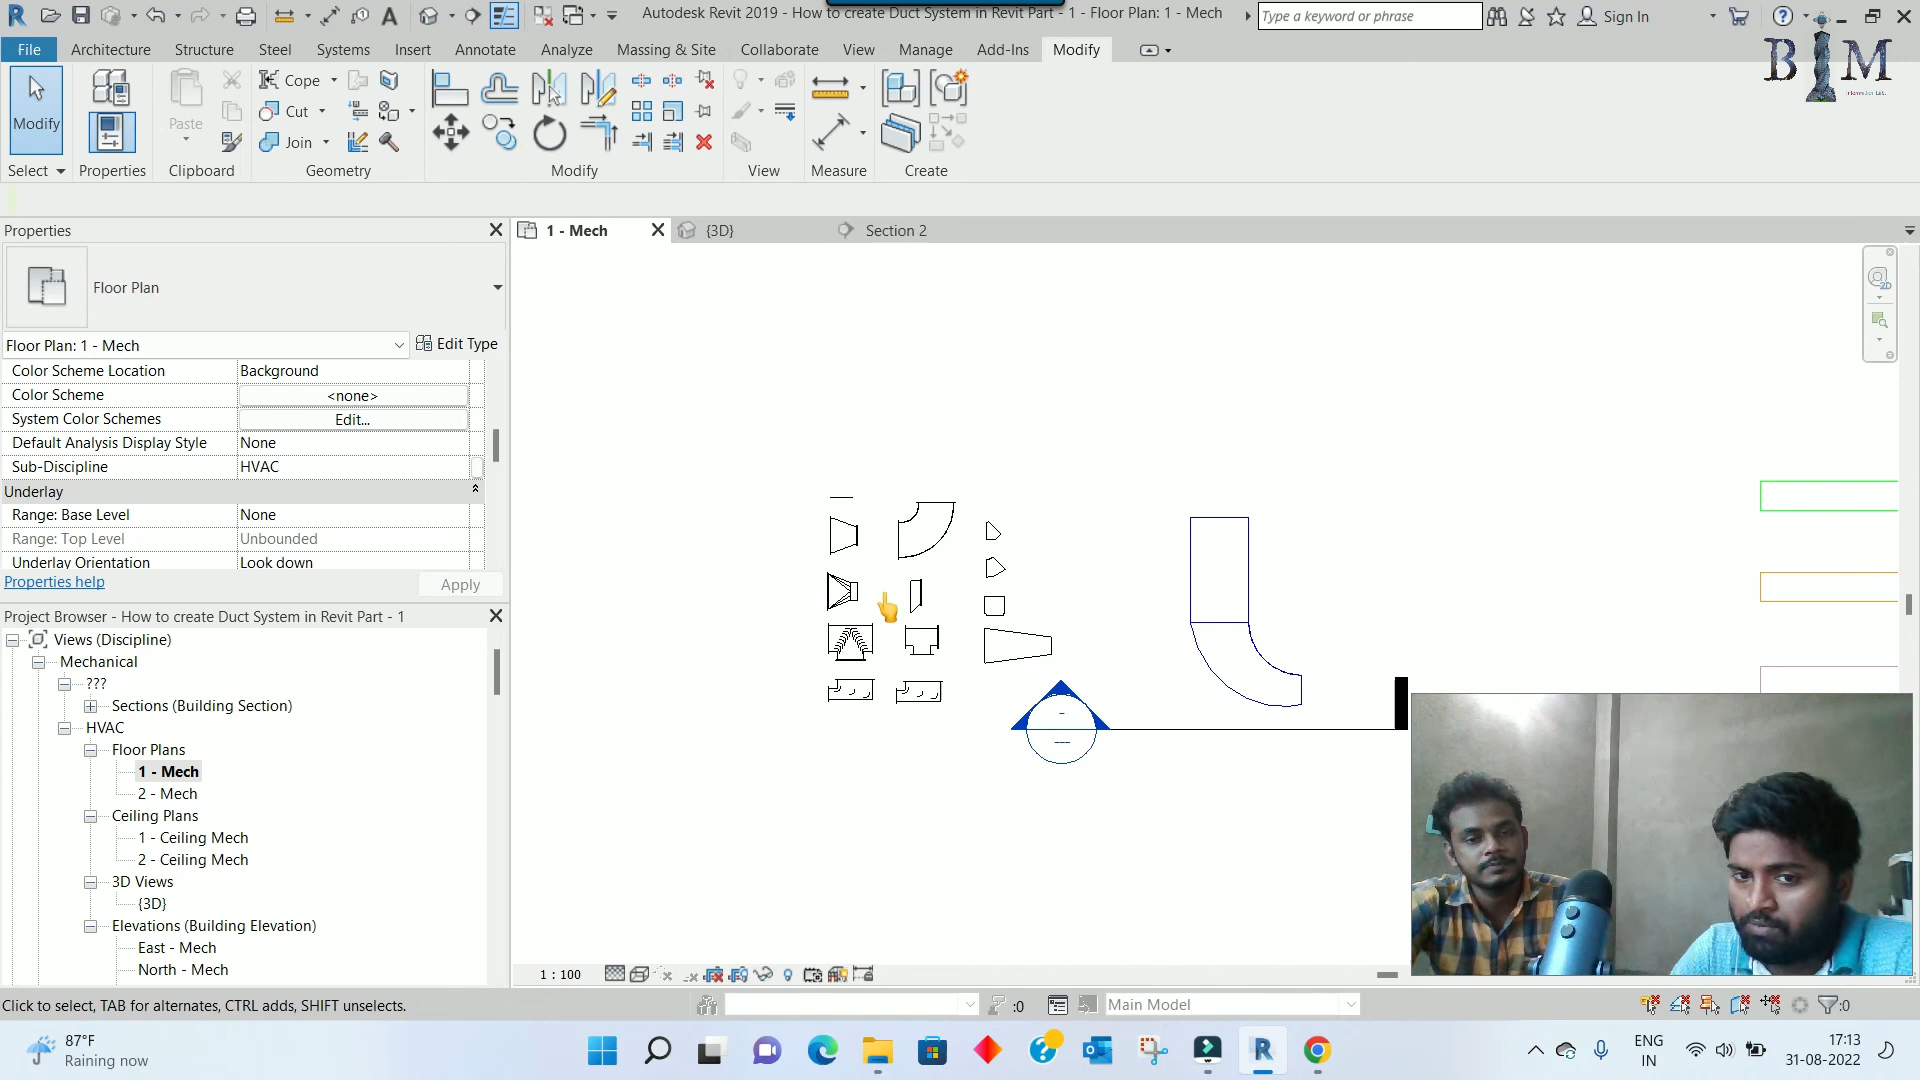 Autodesk Revit 2019 - How to create Duct System in Revit Part - 1 - Floor Plan: 1 - Mech
Type a keyword or phrase
Sign In
File Architecture Structure Steel Systems Insert Annotate Analyze Massing & Site Collaborate View Manage Add-Ins Modify
BIM
Modify
Paste
Cope
Cut
Join
Select Properties Clipboard Geometry Modify View Measure Create
Properties
1 - Mech
{3D}
Section 2
Floor Plan
Floor Plan: 1 - Mech
Edit Type
Color Scheme Location Background
Color Scheme <none>
System Color Schemes Edit...
Default Analysis Display Style None
Sub-Discipline HVAC
Underlay
Range: Base Level None
Range: Top Level Unbounded
Underlay Orientation Look down
Properties help
Apply
Project Browser - How to create Duct System in Revit Part - 1
Views (Discipline)
Mechanical
???
Sections (Building Section)
HVAC
Floor Plans
1 - Mech
2 - Mech
Ceiling Plans
1 - Ceiling Mech
2 - Ceiling Mech
3D Views
{3D}
Elevations (Building Elevation)
East - Mech
North - Mech
2D
1 : 100
Click to select, TAB for alternates, CTRL adds, SHIFT unselects.
:0
Main Model
:0
87°F
Raining now
ENG
IN
17:13
31-08-2022